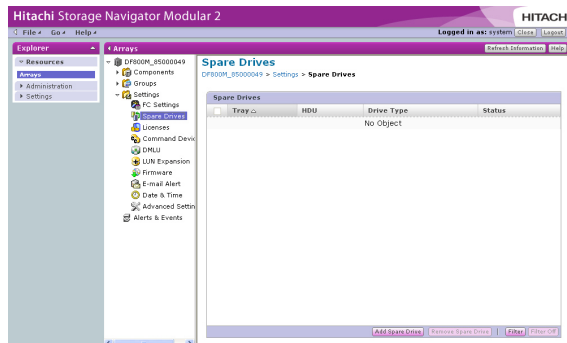 Hitachi Storage Navigator Modular 2
HITACH
File Go Help
Logged in as: system Close Logout
Explorer
Arrays
Refresh Information Help
Resources
Arrays
Administration
Settings
DF800M_85000049
Components
Groups
Settings
FC Settings
Spare Drives
Licenses
Command Devic
DMLU
LUN Expansion
Firmware
E-mail Alert
Date & Time
Advanced Settin
Alerts & Events
Spare Drives
DF800M_85000049 > Settings > Spare Drives
Spare Drives
Tray HDU Drive Type Status
No Object
Add Spare Drive Remove Spare Drive | Filter Filter Off